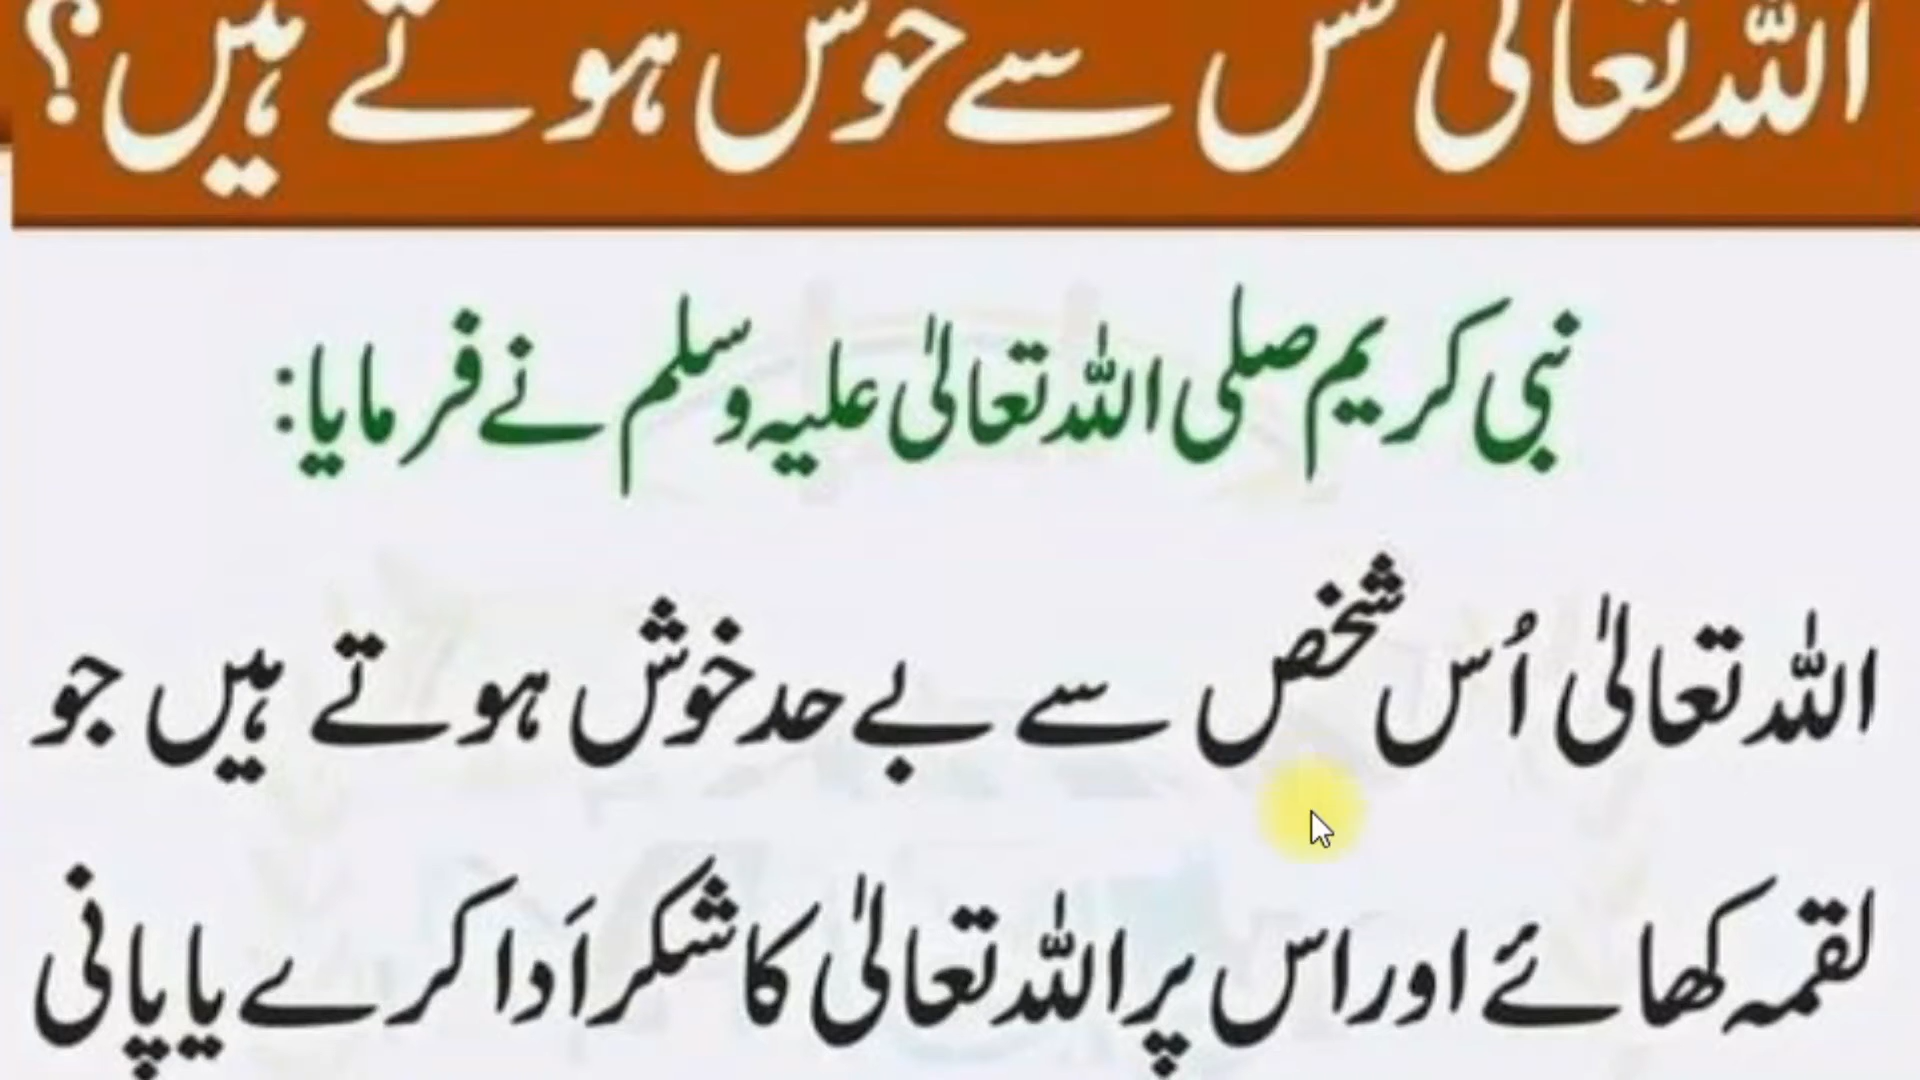 اللہ تعالیٰ کس سے خوش ہوتے ہیں؟
نبی کریم صلی اللہ تعالیٰ علیہ وسلم نے فرمایا:
اللہ تعالیٰ اُس شخص سے بے حد خوش ہوتے ہیں جو
لقمہ کھائے اور اس پر اللہ تعالیٰ کا شکر اَدا کرے یا پانی